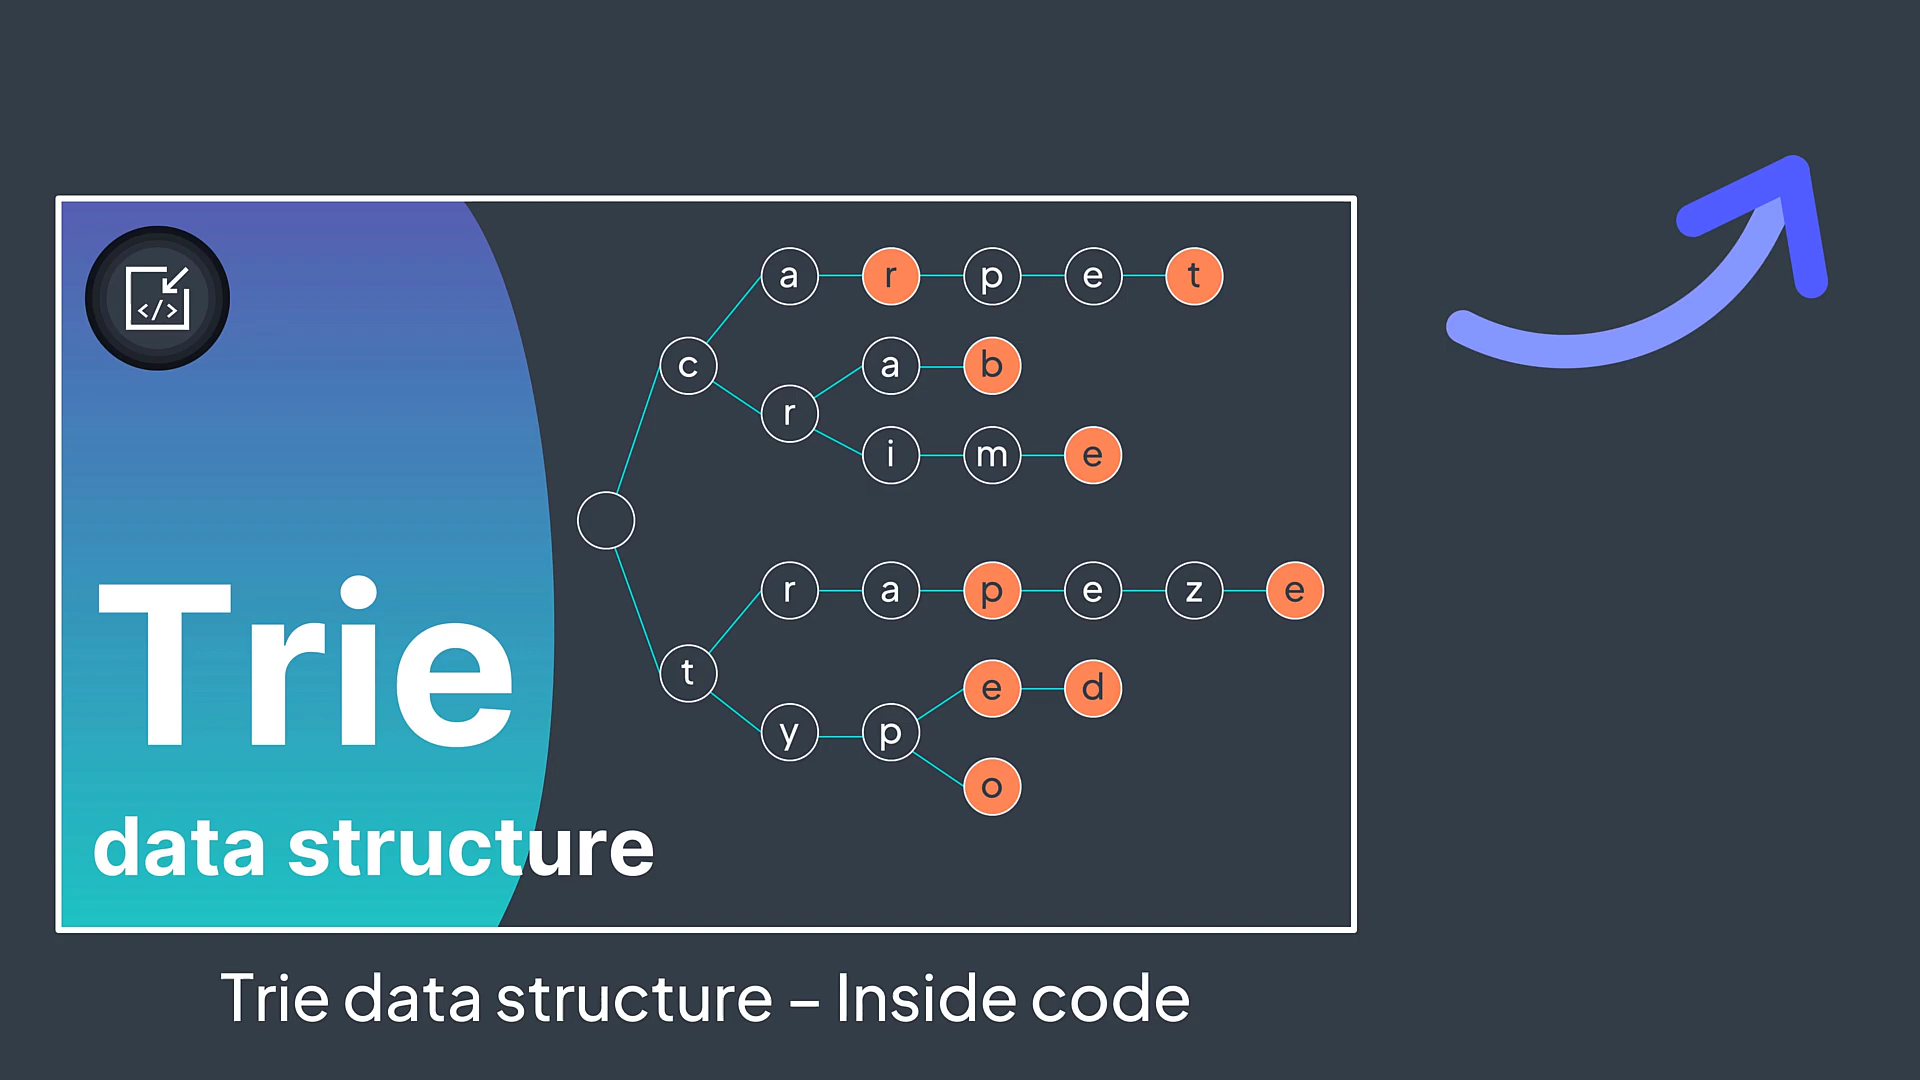 </>
a r p e t
c a b
r
i m e
r a p e z e
t e d
y p
o
Trie
data structure
Trie data structure – Inside code